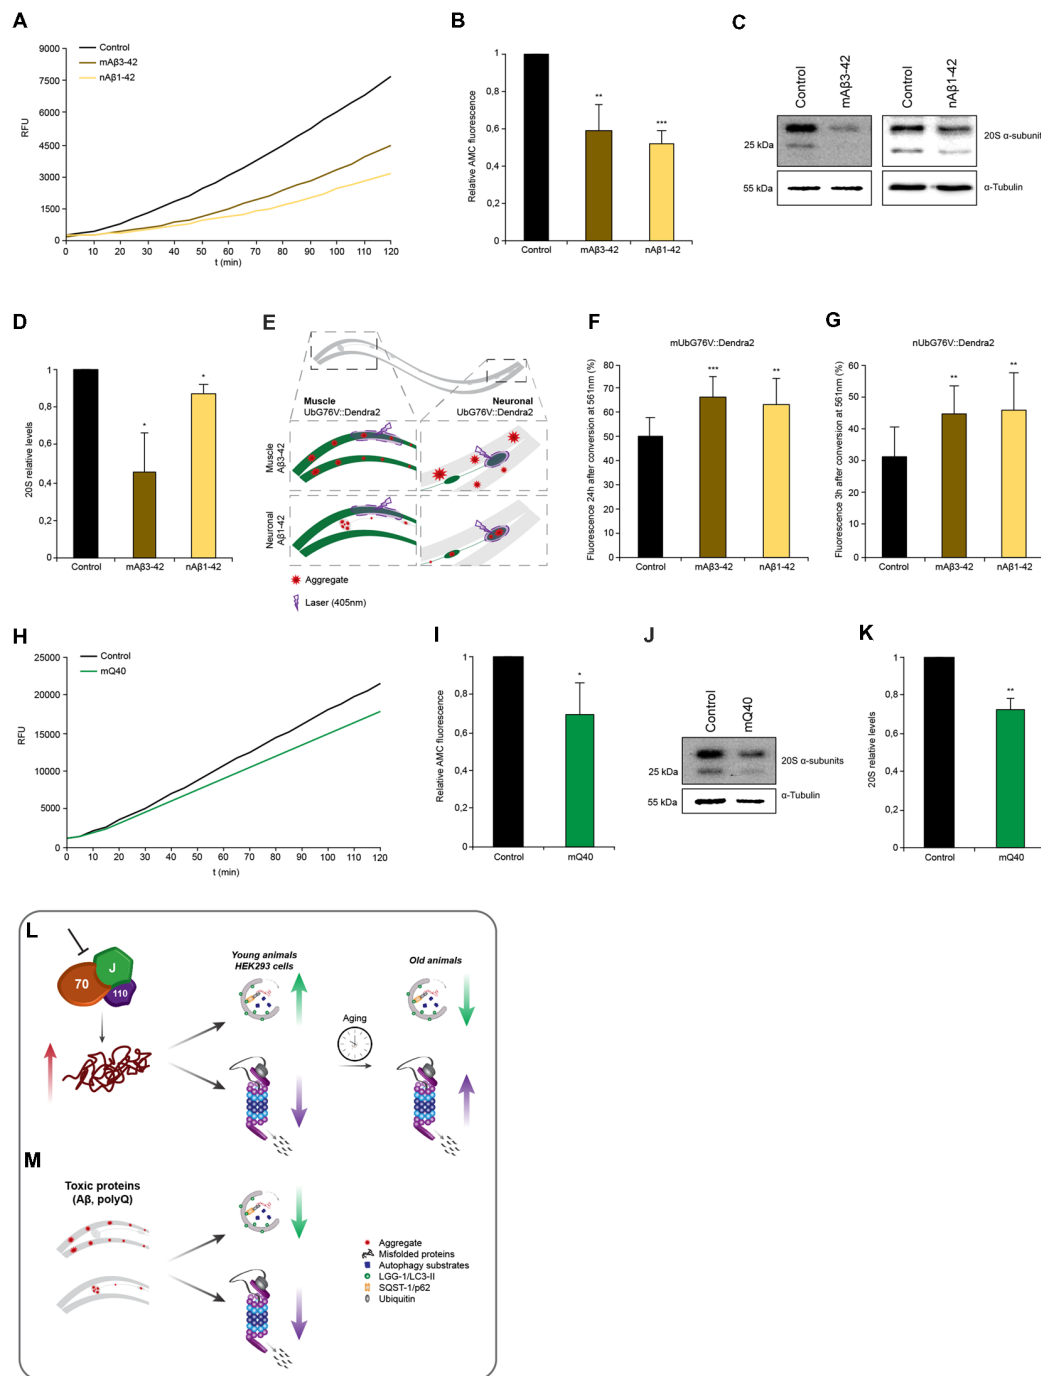 A
9000
7500
6000
4500
3000
1500
0
RFU
Control
mAβ3-42
nAβ1-42
0 10 20 30 40 50 60 70 80 90 100 110 120
t (min)
B
1
0,8
0,6
0,4
0,2
0
Relative AMC fluorescence
**
***
Control mAβ3-42 nAβ1-42
C
Control
mAβ3-42
Control
nAβ1-42
25 kDa
20S α-subunit
55 kDa
α-Tubulin
D
1
0,8
0,6
0,4
0,2
0
20S relative levels
*
*
Control mAβ3-42 nAβ1-42
E
Muscle
UbG76V::Dendra2
Neuronal
UbG76V::Dendra2
Muscle
Aβ3-42
Neuronal
Aβ1-42
Aggregate
Laser (405nm)
F
mUbG76V::Dendra2
80
70
60
50
40
30
20
10
0
Fluorescence 24h after conversion at 561nm (%)
***
**
Control mAβ3-42 nAβ1-42
G
nUbG76V::Dendra2
60
50
40
30
20
10
0
Fluorescence 3h after conversion at 561nm (%)
**
**
Control mAβ3-42 nAβ1-42
H
25000
20000
15000
10000
5000
0
RFU
Control
mQ40
0 10 20 30 40 50 60 70 80 90 100 110 120
t (min)
I
1
0,8
0,6
0,4
0,2
0
Relative AMC fluorescence
*
Control mQ40
J
Control
mQ40
20S α-subunits
25 kDa
α-Tubulin
55 kDa
K
1
0,8
0,6
0,4
0,2
0
20S relative levels
**
Control mQ40
L
70
J
110
Young animals
HEK293 cells
Old animals
Aging
M
Toxic proteins
(Aβ, polyQ)
Aggregate
Misfolded proteins
Autophagy substrates
LGG-1/LC3-II
SQST-1/p62
Ubiquitin